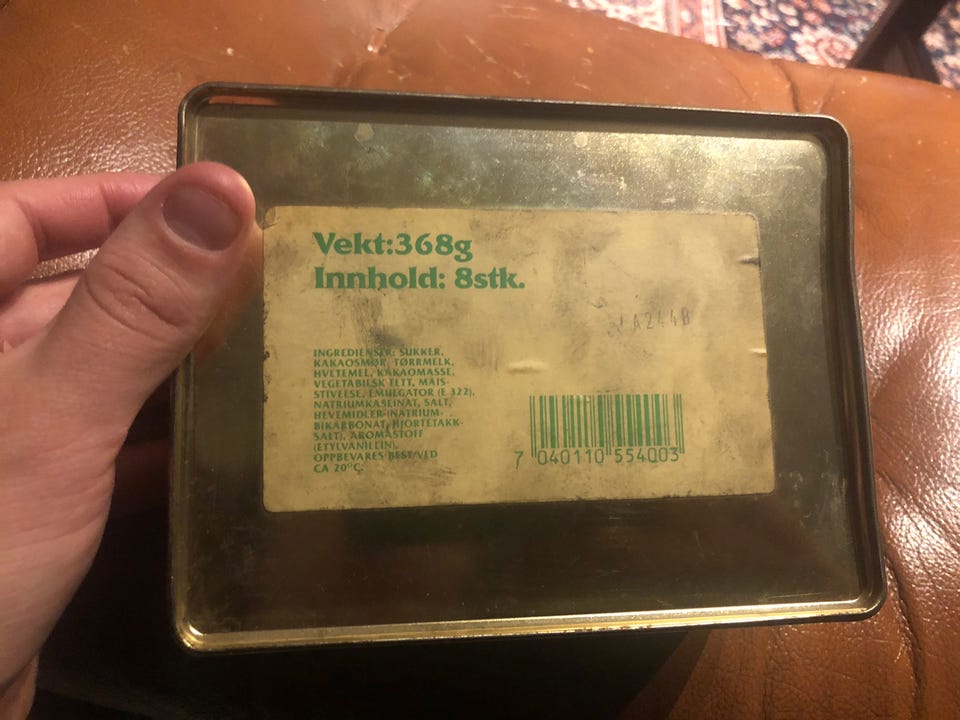 Vekt:368g
Innhold: 8stk.
A244B
INGREDIENSER: SUKKER,
KAKAOSMØR, TØRRMELK,
HVETEMEL, KAKAOMASSE,
VEGETABILSK FETT, MAIS-
STIVELSE, EMULGATOR (E 322),
NATRIUMKASEINAT, SALT,
HEVEMIDLER (NATRIUM-
BIKARBONAT, HJORTETAKK-
SALT), AROMASTOFF
(ETYLVANILLIN).
OPPBEVARES BEST VED
CA 20°C.
7 040110 554003